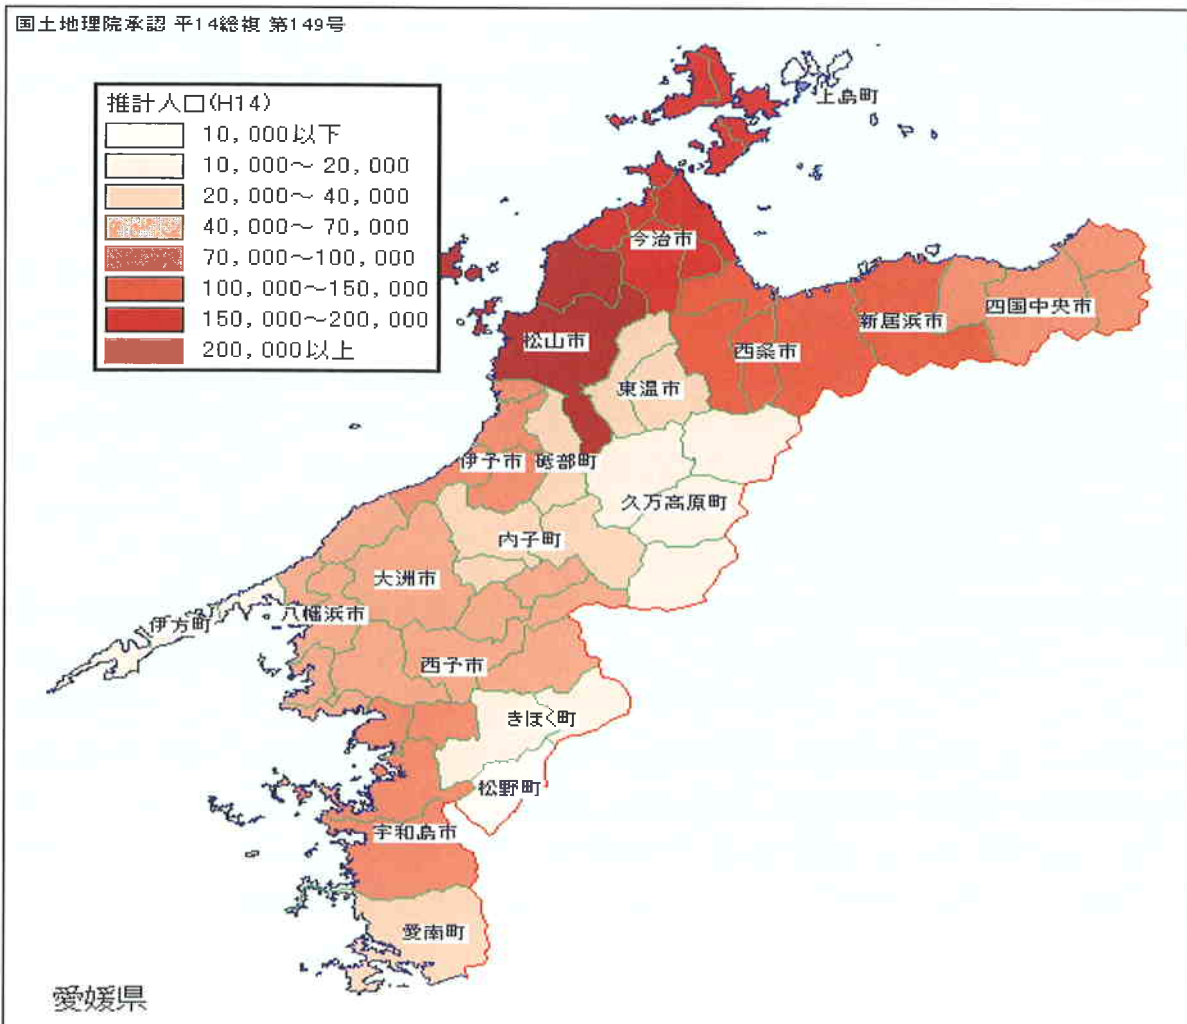 国土地理院承認 平14総複 第149号
推計人口(H14)
10,000以下
10,000～ 20,000
20,000～ 40,000
40,000～ 70,000
70,000～100,000
100,000～150,000
150,000～200,000
200,000以上
上島町
今治市
四国中央市
新居浜市
松山市
西条市
東温市
伊予市
砥部町
久万高原町
内子町
大洲市
八幡浜市
伊方町
西予市
きほく町
松野町
宇和島市
愛南町
愛媛県